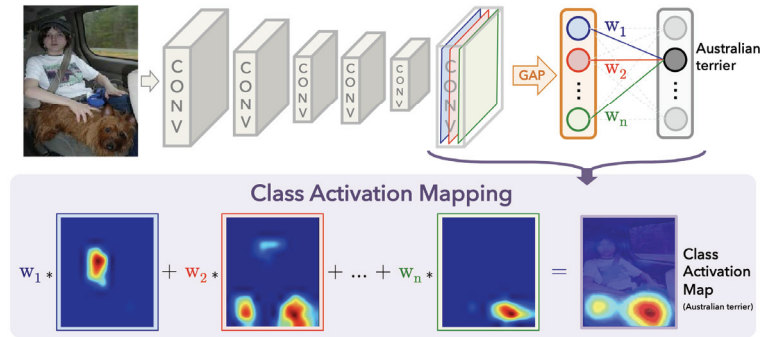 CONV
CONV
CONV
CONV
CONV
CONV
GAP
w1
w2
wn
Australian
terrier
Class Activation Mapping
w1 *
+ w2 *
+ ... + wn *
=
Class
Activation
Map
(Australian terrier)